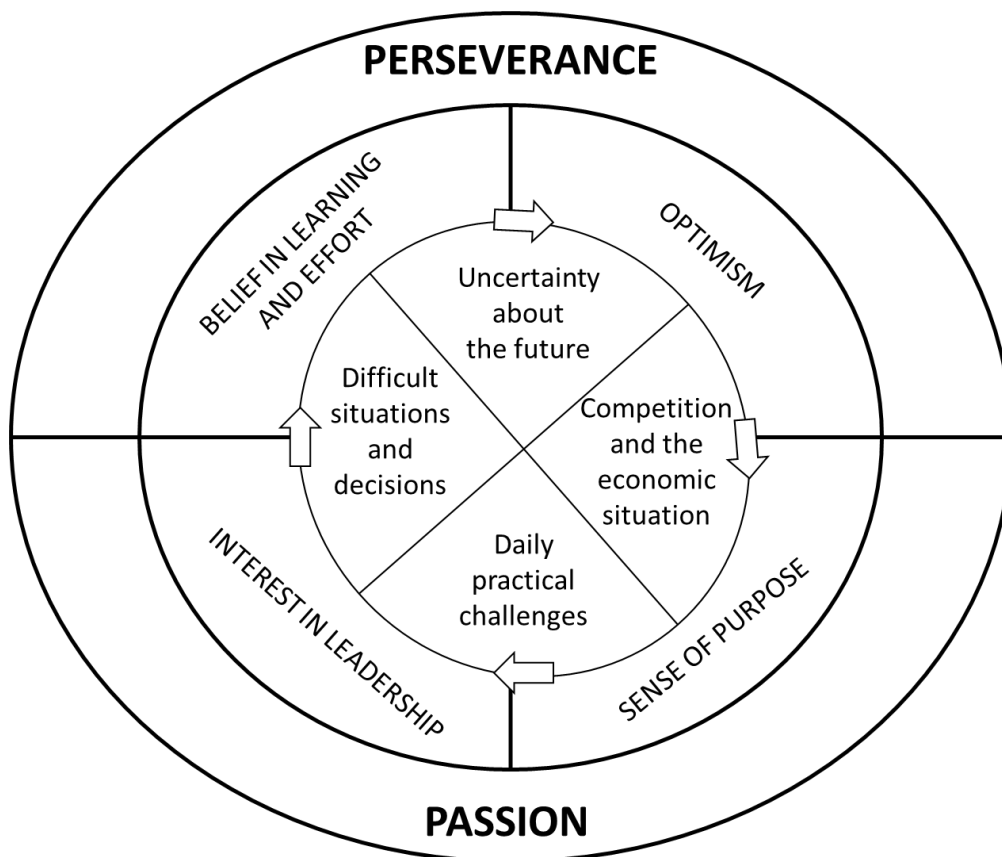 PERSEVERANCE
BELIEF IN LEARNING
AND EFFORT
OPTIMISM
Uncertainty
about
the future
Difficult
situations
and
decisions
Competition
and the
economic
situation
Daily
practical
challenges
INTEREST IN LEADERSHIP
SENSE OF PURPOSE
PASSION